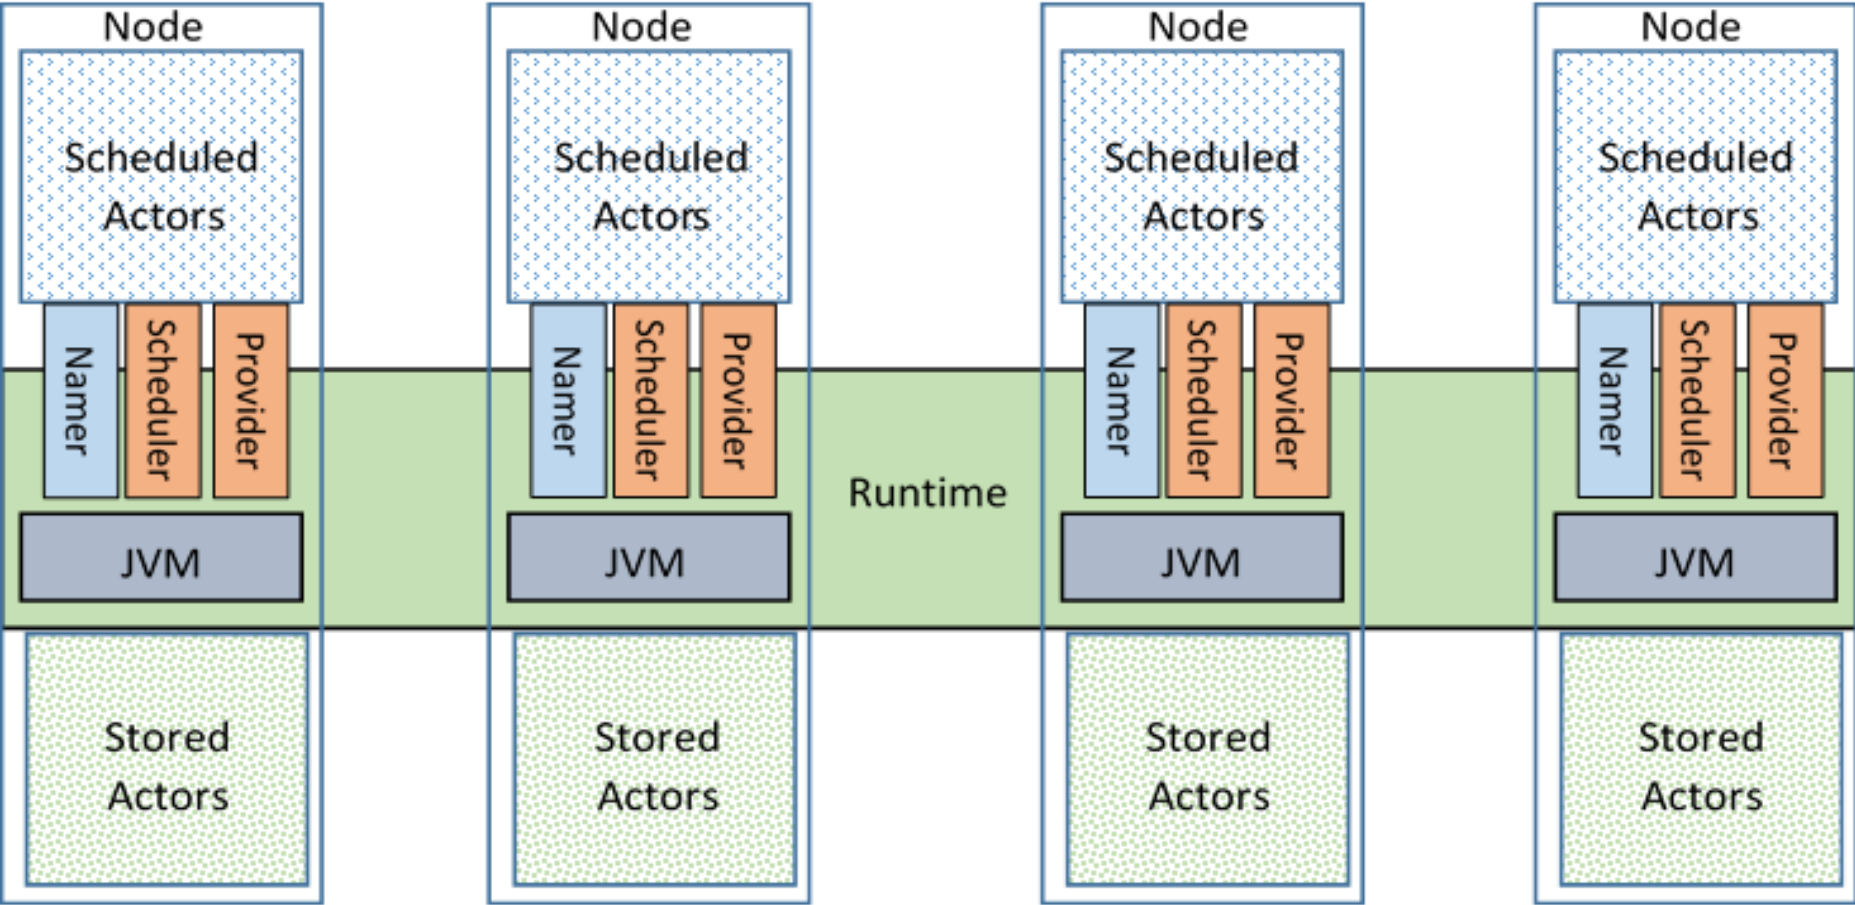 Node
Scheduled
Actors
Namer
Scheduler
Provider
JVM
Stored
Actors
Node
Scheduled
Actors
Namer
Scheduler
Provider
JVM
Stored
Actors
Runtime
Node
Scheduled
Actors
Namer
Scheduler
Provider
JVM
Stored
Actors
Node
Scheduled
Actors
Namer
Scheduler
Provider
JVM
Stored
Actors